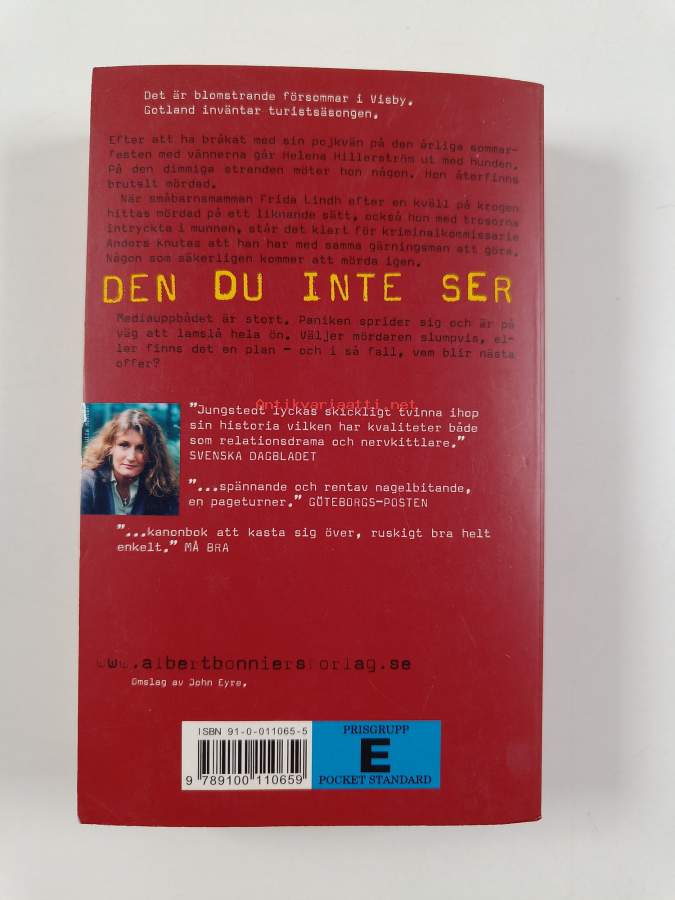 Det är blomstrande försommar i Visby.
Gotland inväntar turistsäsongen.
Efter att ha bråkat med sin pojkvän på den årliga sommar-
festen med vännerna går Helena Hillerström ut med hunden.
På den dimmiga stranden möter hon någon. Hon återfinns
brutalt mördad.
När småbarnsmamman Frida Lindh efter en kväll på krogen
hittas mördad på ett liknande sätt, också hon med trosorna
intryckta i munnen, står det klart för kriminalkommissarie
Anders Knutas att han har med samma gärningsman att göra.
Någon som säkerligen kommer att mörda igen.
DEN DU INTE SER
Mediauppbådet är stort. Paniken sprider sig och är på
väg att lamslå hela ön. Väljer mördaren slumpvis, el-
ler finns det en plan – och i så fall, vem blir nästa
offer?
Antikvariaatti.net
"Jungstedt lyckas skickligt tvinna ihop
sin historia vilken har kvaliteter både
som relationsdrama och nervkittlare."
SVENSKA DAGBLADET
"...spännande och rentav nagelbitande,
en pageturner." GÖTEBORGS-POSTEN
"...kanonbok att kasta sig över, ruskigt bra helt
enkelt." MÅ BRA
www.albertbonniersforlag.se
Omslag av John Eyre.
ISBN 91-0-011065-5
9 789100 110659
PRISGRUPP
E
POCKET STANDARD